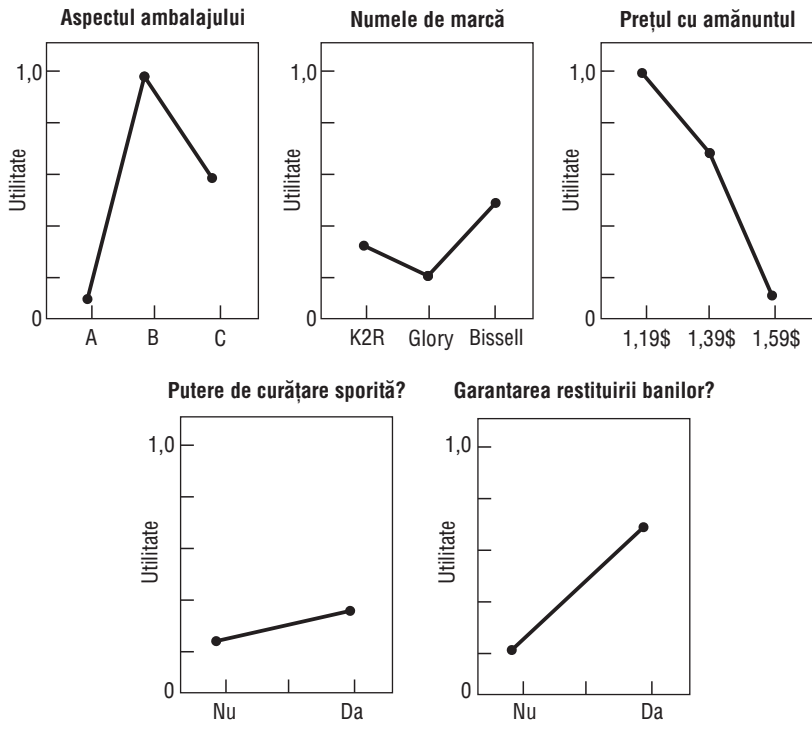 Aspectul ambalajului
Numele de marcă
Prețul cu amănuntul
1,0
Utilitate
0
A B C
1,0
Utilitate
0
K2R Glory Bissell
1,0
Utilitate
0
1,19$ 1,39$ 1,59$
Putere de curățare sporită?
Garantarea restituirii banilor?
1,0
Utilitate
0
Nu Da
1,0
Utilitate
0
Nu Da